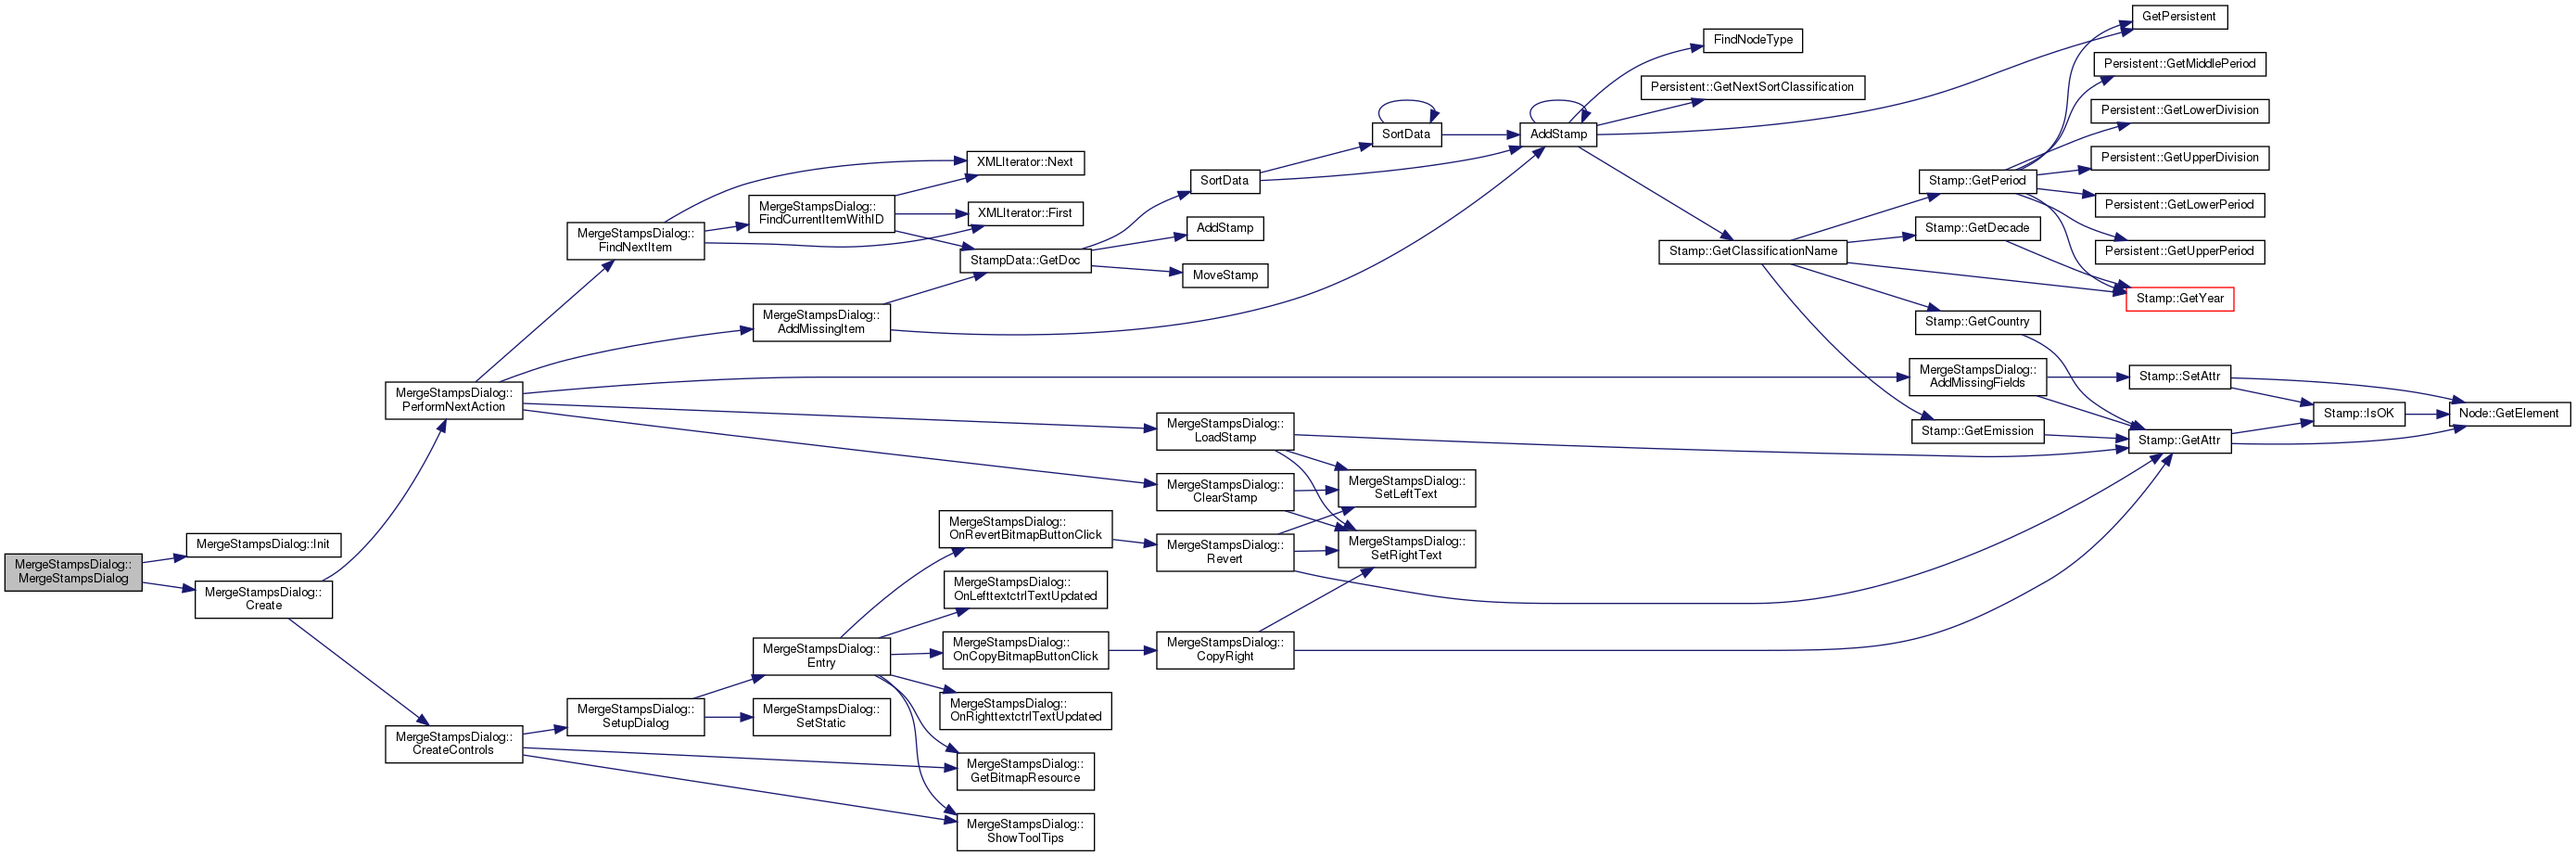 MergeStampsDialog::
MergeStampsDialog
MergeStampsDialog::Init
MergeStampsDialog::
Create
MergeStampsDialog::
PerformNextAction
MergeStampsDialog::
CreateControls
MergeStampsDialog::
FindNextItem
MergeStampsDialog::
SetupDialog
MergeStampsDialog::
FindCurrentItemWithID
MergeStampsDialog::
AddMissingItem
MergeStampsDialog::
Entry
MergeStampsDialog::
SetStatic
XMLIterator::Next
XMLIterator::First
StampData::GetDoc
MergeStampsDialog::
OnRevertBitmapButtonClick
MergeStampsDialog::
OnLefttextctrlTextUpdated
MergeStampsDialog::
OnCopyBitmapButtonClick
MergeStampsDialog::
OnRighttextctrlTextUpdated
MergeStampsDialog::
GetBitmapResource
MergeStampsDialog::
ShowToolTips
SortData
AddStamp
MoveStamp
MergeStampsDialog::
LoadStamp
MergeStampsDialog::
ClearStamp
MergeStampsDialog::
Revert
MergeStampsDialog::
CopyRight
SortData
MergeStampsDialog::
SetLeftText
MergeStampsDialog::
SetRightText
AddStamp
FindNodeType
Persistent::GetNextSortClassification
Stamp::GetClassificationName
Stamp::GetPeriod
Stamp::GetDecade
Stamp::GetCountry
MergeStampsDialog::
AddMissingFields
Stamp::GetEmission
GetPersistent
Persistent::GetMiddlePeriod
Persistent::GetLowerDivision
Persistent::GetUpperDivision
Persistent::GetLowerPeriod
Persistent::GetUpperPeriod
Stamp::GetYear
Stamp::SetAttr
Stamp::GetAttr
Stamp::IsOK
Node::GetElement